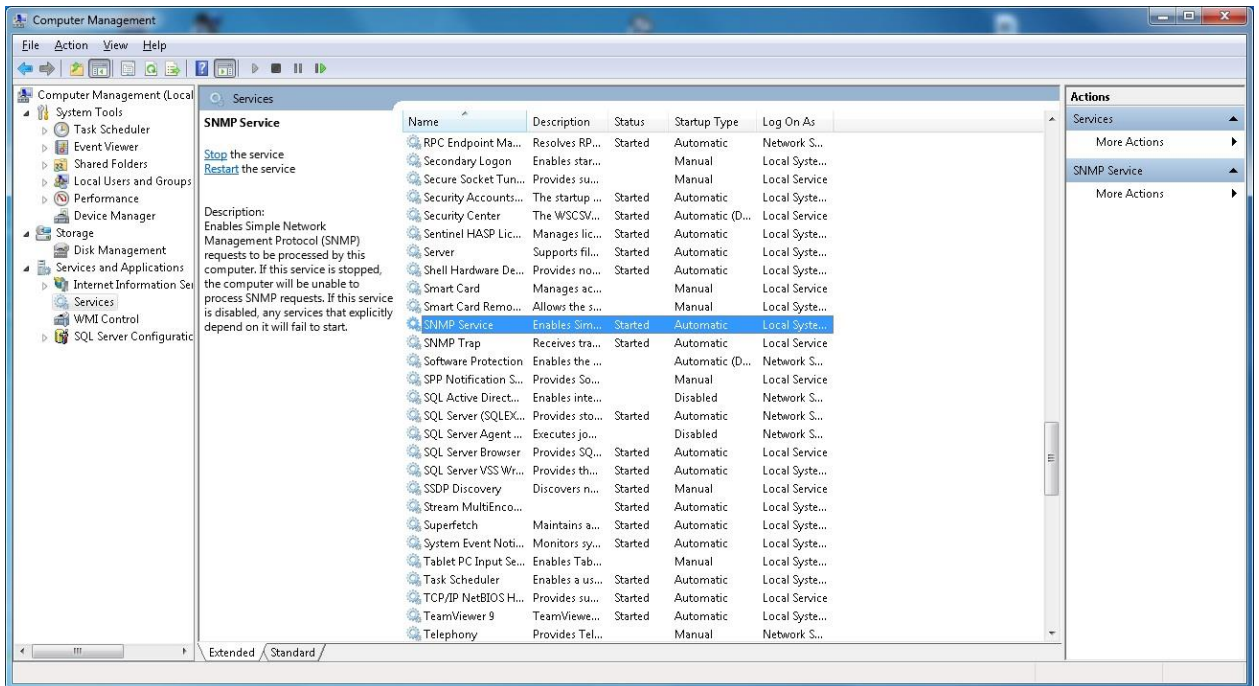 Computer Management
File Action View Help
Computer Management (Local
System Tools
Task Scheduler
Event Viewer
Shared Folders
Local Users and Groups
Performance
Device Manager
Storage
Disk Management
Services and Applications
Internet Information Ser
Services
WMI Control
SQL Server Configuratic
Services
SNMP Service
Stop the service
Restart the service
Description:
Enables Simple Network
Management Protocol (SNMP)
requests to be processed by this
computer. If this service is stopped,
the computer will be unable to
process SNMP requests. If this service
is disabled, any services that explicitly
depend on it will fail to start.
Name Description Status Startup Type Log On As
RPC Endpoint Ma... Resolves RP... Started Automatic Network S...
Secondary Logon Enables star... Manual Local Syste...
Secure Socket Tun... Provides su... Manual Local Service
Security Accounts... The startup ... Started Automatic Local Syste...
Security Center The WSCSV... Started Automatic (D... Local Service
Sentinel HASP Lic... Manages lic... Started Automatic Local Syste...
Server Supports fil... Started Automatic Local Syste...
Shell Hardware De... Provides no... Started Automatic Local Syste...
Smart Card Manages ac... Manual Local Service
Smart Card Remo... Allows the s... Manual Local Syste...
SNMP Service Enables Sim... Started Automatic Local Syste...
SNMP Trap Receives tra... Started Automatic Local Service
Software Protection Enables the ... Automatic (D... Network S...
SPP Notification S... Provides So... Manual Local Service
SQL Active Direct... Enables inte... Disabled Network S...
SQL Server (SQLEX... Provides sto... Started Automatic Network S...
SQL Server Agent ... Executes jo... Disabled Network S...
SQL Server Browser Provides SQ... Started Automatic Local Service
SQL Server VSS Wr... Provides th... Started Automatic Local Syste...
SSDP Discovery Discovers n... Started Manual Local Service
Stream MultiEnco... Started Automatic Local Syste...
Superfetch Maintains a... Started Automatic Local Syste...
System Event Noti... Monitors sy... Started Automatic Local Syste...
Tablet PC Input Se... Enables Tab... Manual Local Syste...
Task Scheduler Enables a us... Started Automatic Local Syste...
TCP/IP NetBIOS H... Provides su... Started Automatic Local Service
TeamViewer 9 TeamViewe... Started Automatic Local Syste...
Telephony Provides Tel... Manual Network S...
Extended Standard
Actions
Services
More Actions
SNMP Service
More Actions